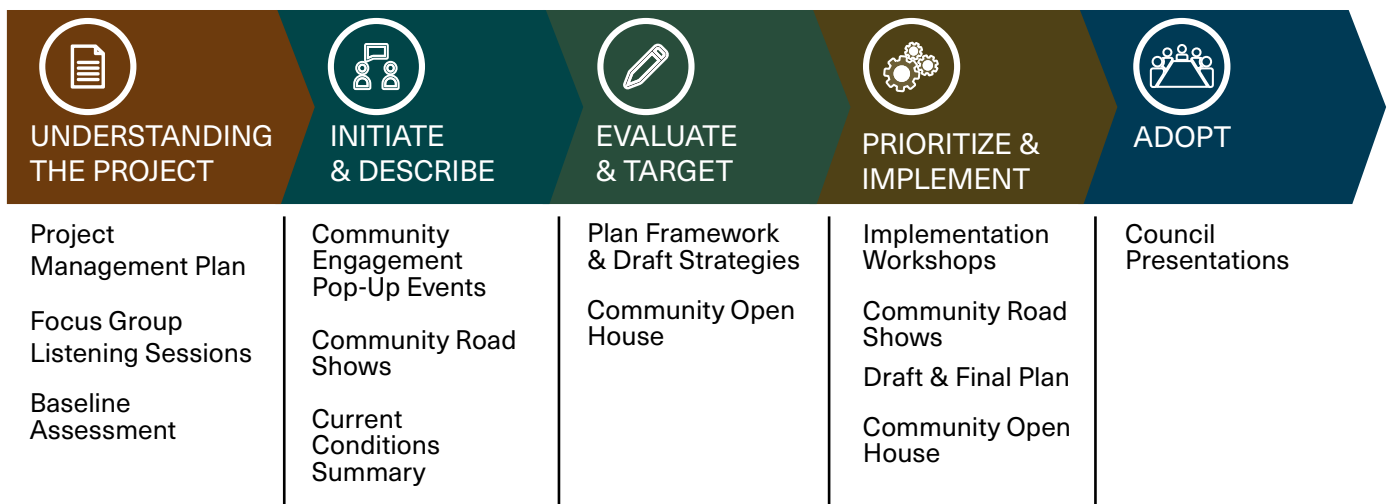 UNDERSTANDING
THE PROJECT
INITIATE
& DESCRIBE
EVALUATE
& TARGET
PRIORITIZE &
IMPLEMENT
ADOPT
Project
Management Plan
Focus Group
Listening Sessions
Baseline
Assessment
Community
Engagement
Pop-Up Events
Community Road
Shows
Current
Conditions
Summary
Plan Framework
& Draft Strategies
Community Open
House
Implementation
Workshops
Community Road
Shows
Draft & Final Plan
Community Open
House
Council
Presentations